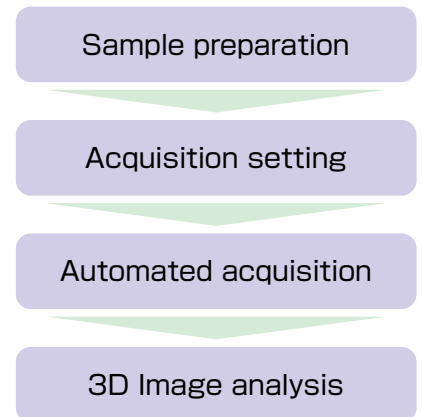 Sample preparation
Acquisition setting
Automated acquisition
3D Image analysis